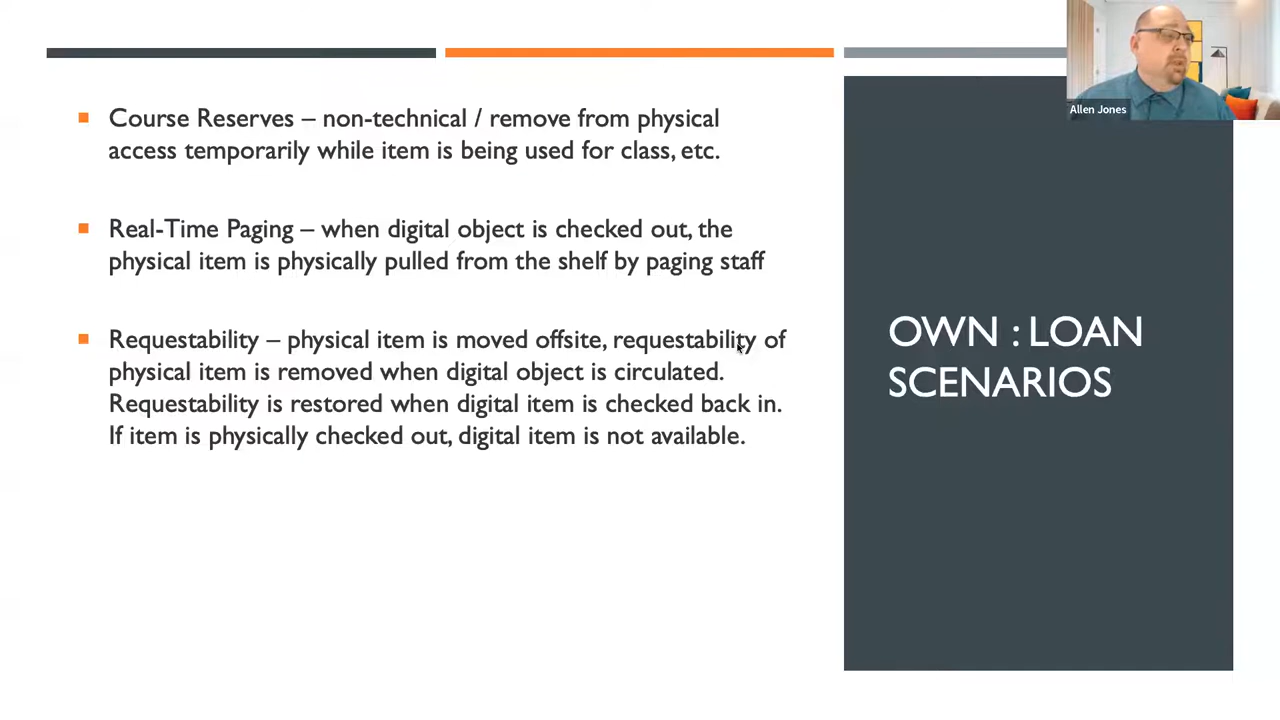 Allen Jones
Course Reserves – non-technical / remove from physical
access temporarily while item is being used for class, etc.
Real-Time Paging – when digital object is checked out, the
physical item is physically pulled from the shelf by paging staff
Requestability – physical item is moved offsite, requestability of
physical item is removed when digital object is circulated.
Requestability is restored when digital item is checked back in.
If item is physically checked out, digital item is not available.
OWN : LOAN
SCENARIOS